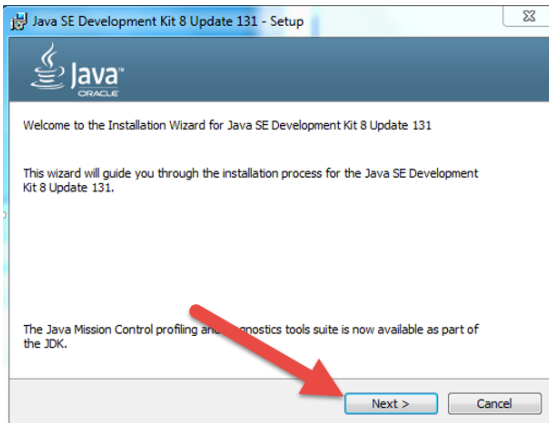 Java SE Development Kit 8 Update 131 - Setup
Java™
ORACLE
Welcome to the Installation Wizard for Java SE Development Kit 8 Update 131
This wizard will guide you through the installation process for the Java SE Development
Kit 8 Update 131.
The Java Mission Control profiling and diagnostics tools suite is now available as part of
the JDK.
Next >
Cancel